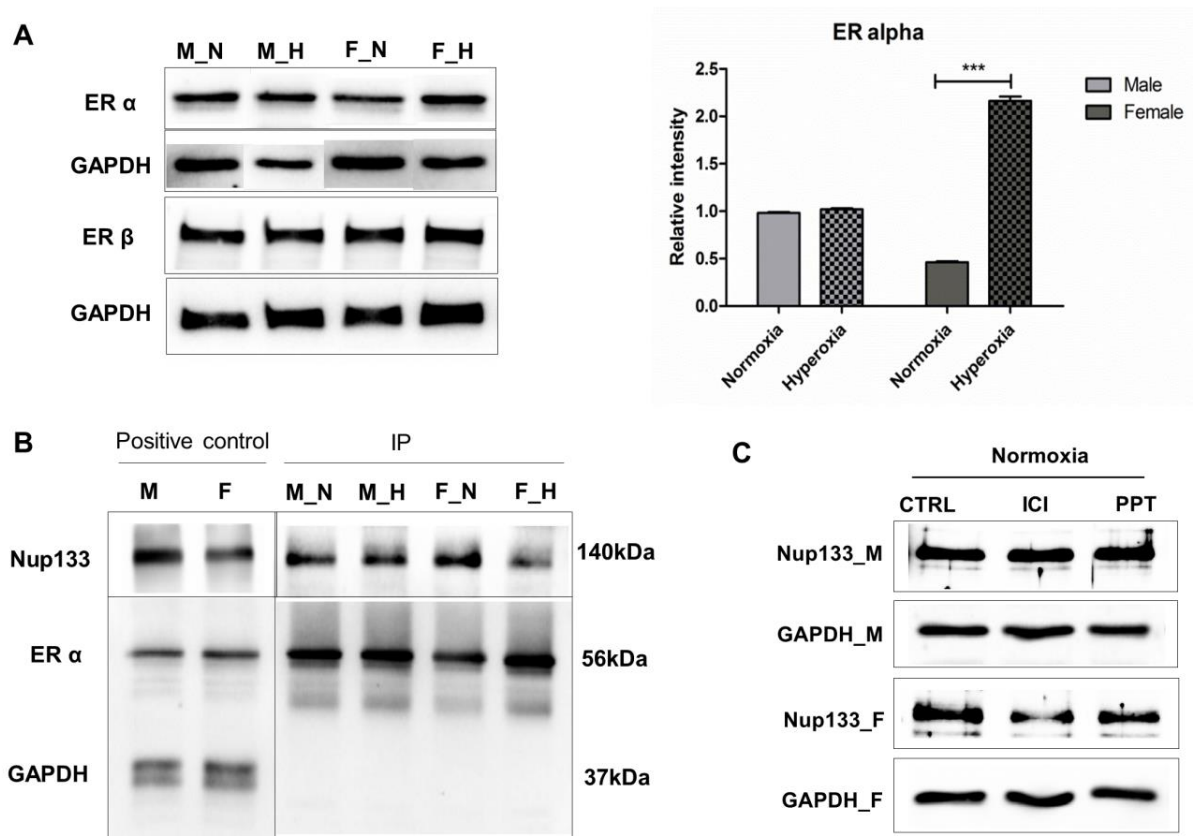 A
M_N M_H F_N F_H
ER α
GAPDH
ER β
GAPDH
ER alpha
***
Male
Female
Relative intensity
2.5
2.0
1.5
1.0
0.5
0.0
Normoxia Hyperoxia Normoxia Hyperoxia
B
Positive control IP
M F M_N M_H F_N F_H
Nup133 140kDa
ER α 56kDa
GAPDH 37kDa
C
Normoxia
CTRL ICI PPT
Nup133_M
GAPDH_M
Nup133_F
GAPDH_F